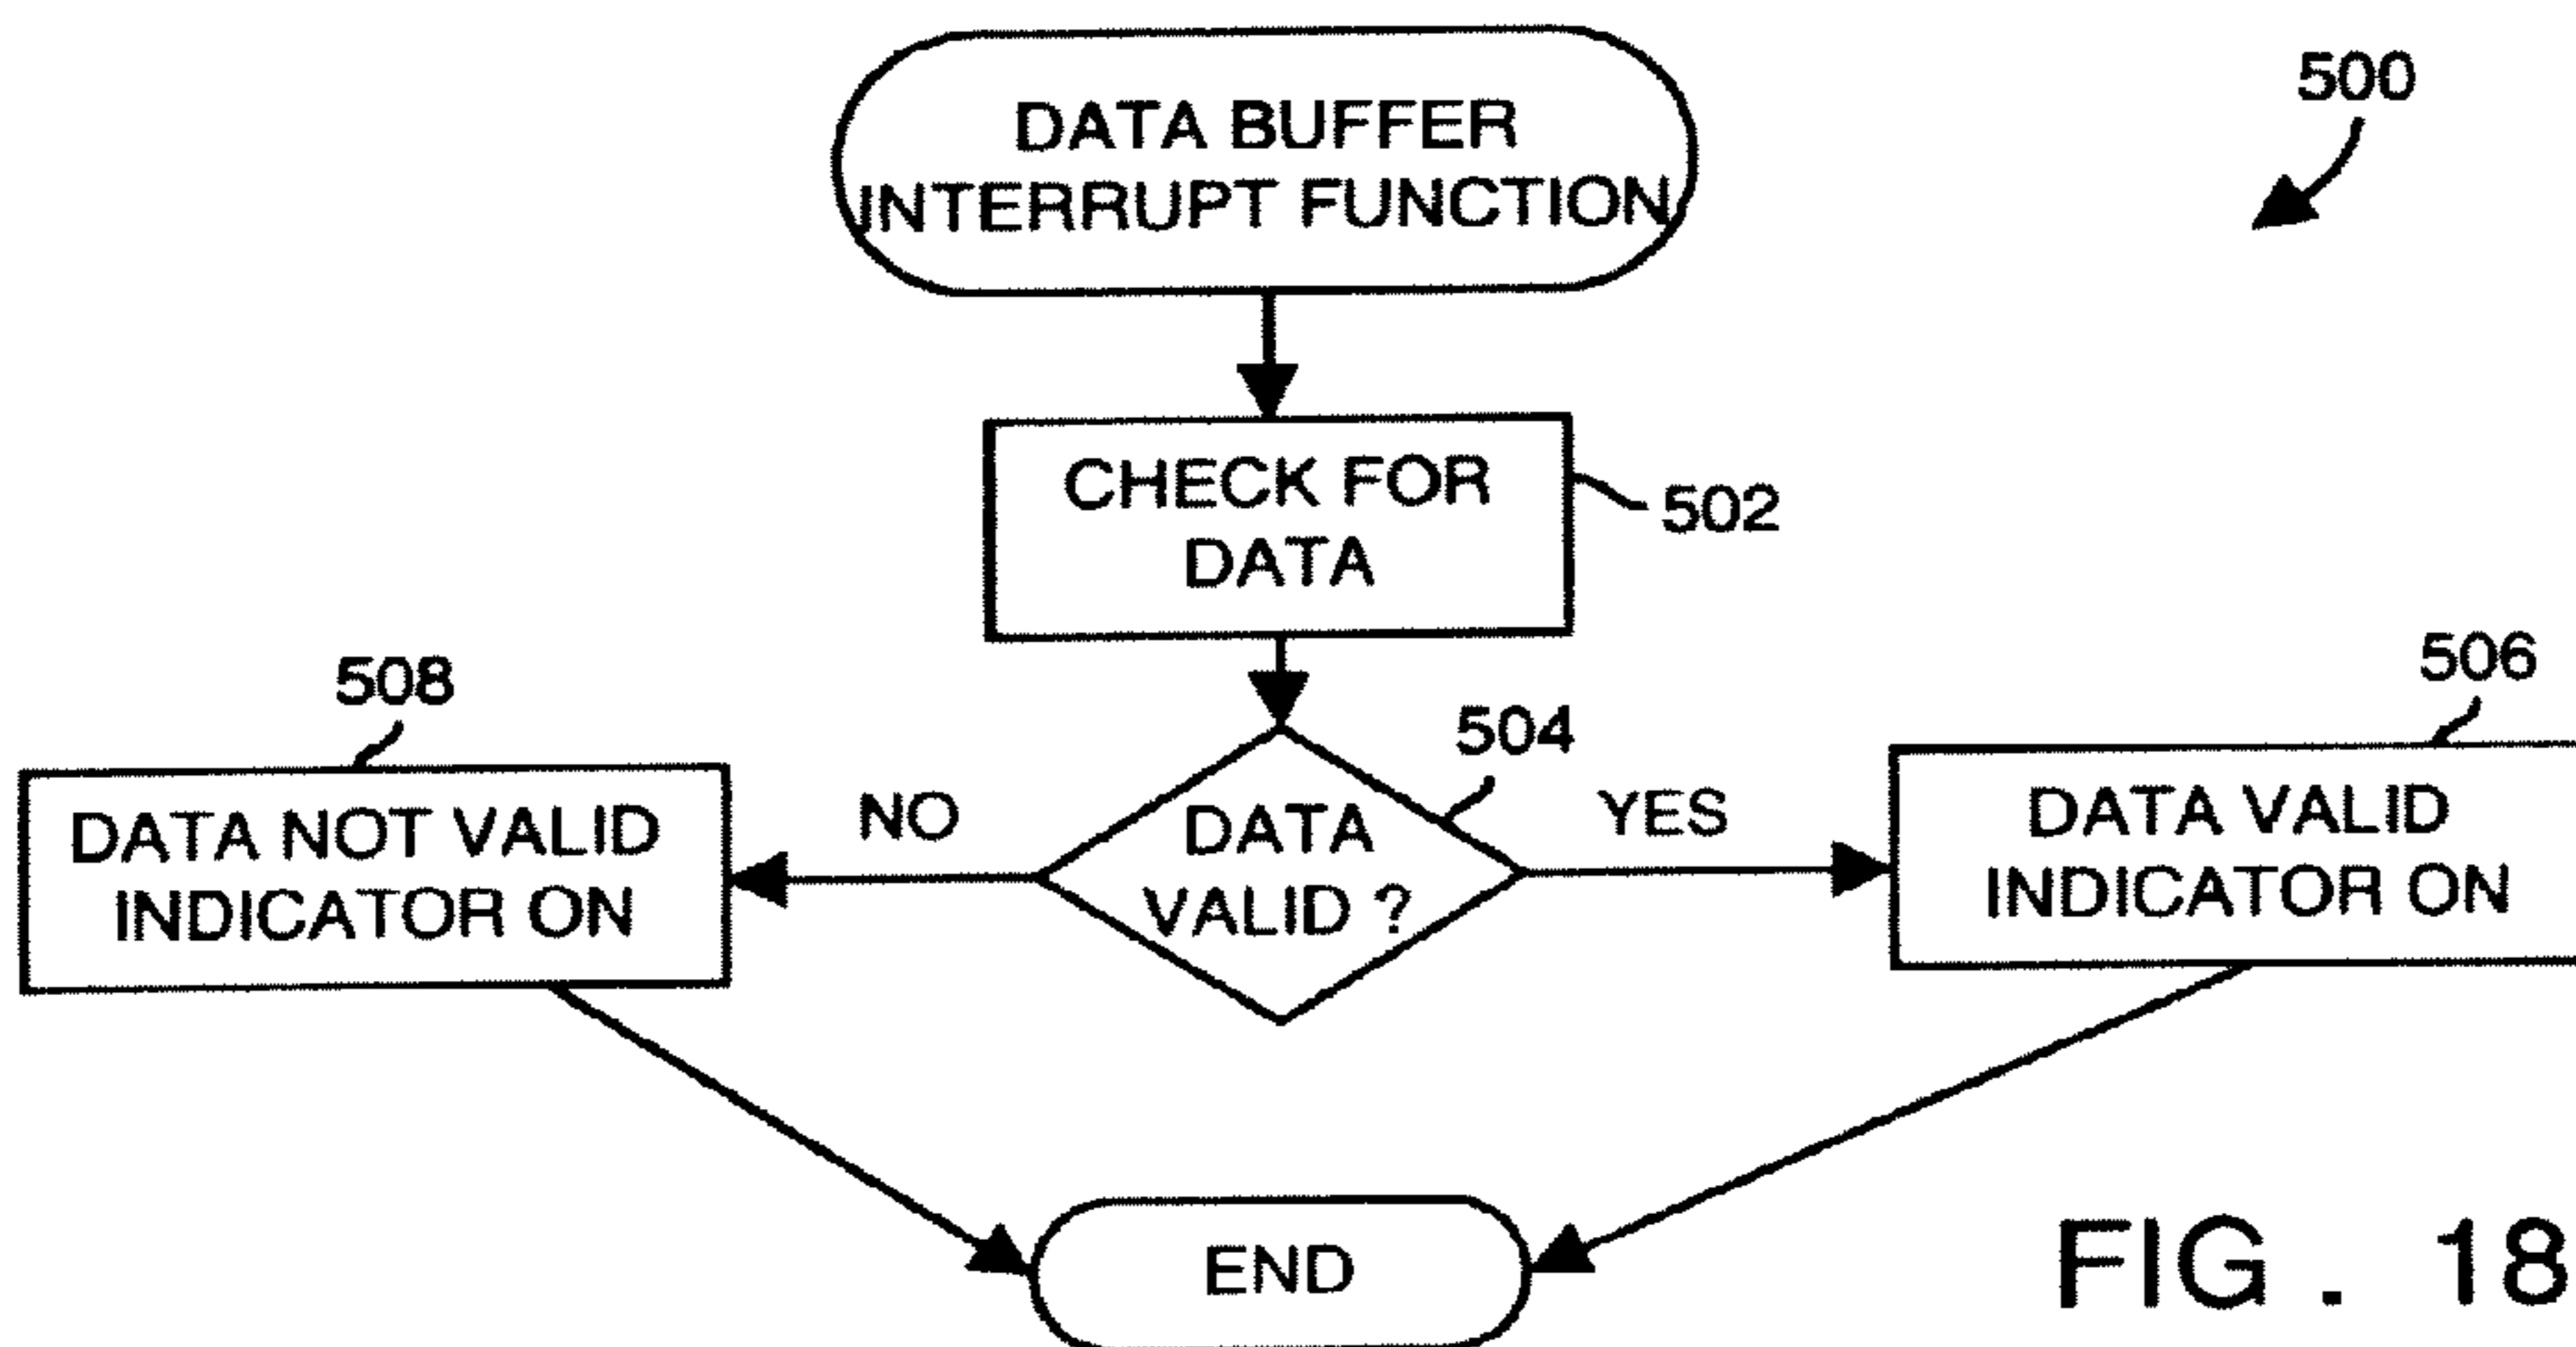 DATA BUFFER
INTERRUPT FUNCTION
500
CHECK FOR
DATA
502
508
504
506
DATA NOT VALID
INDICATOR ON
NO
DATA
VALID ?
YES
DATA VALID
INDICATOR ON
END
FIG . 18